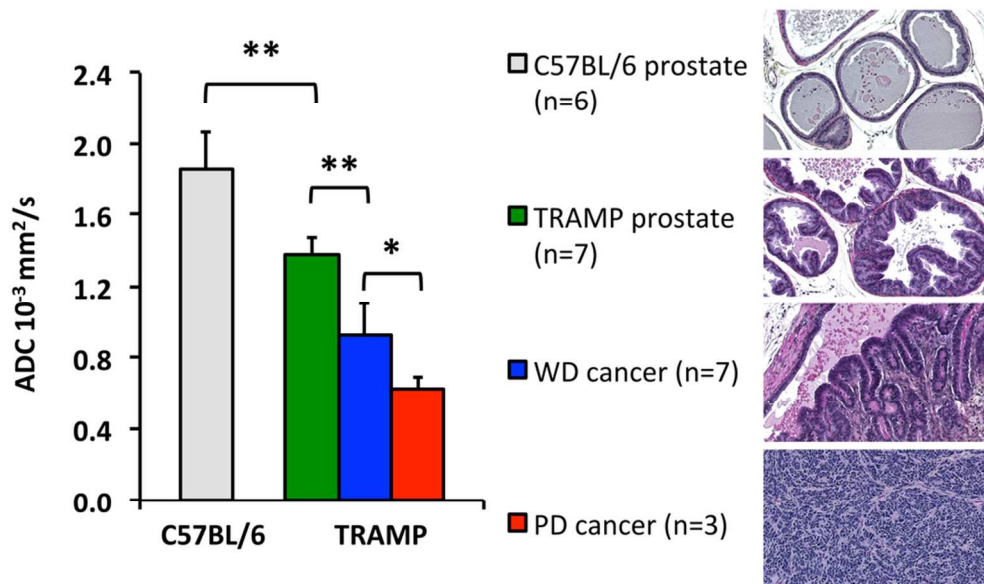 **
2.4
**
2.0
1.6
*
1.2
0.8
0.4
0.0
ADC 10⁻³ mm²/s
C57BL/6 TRAMP
C57BL/6 prostate
(n=6)
TRAMP prostate
(n=7)
WD cancer (n=7)
PD cancer (n=3)